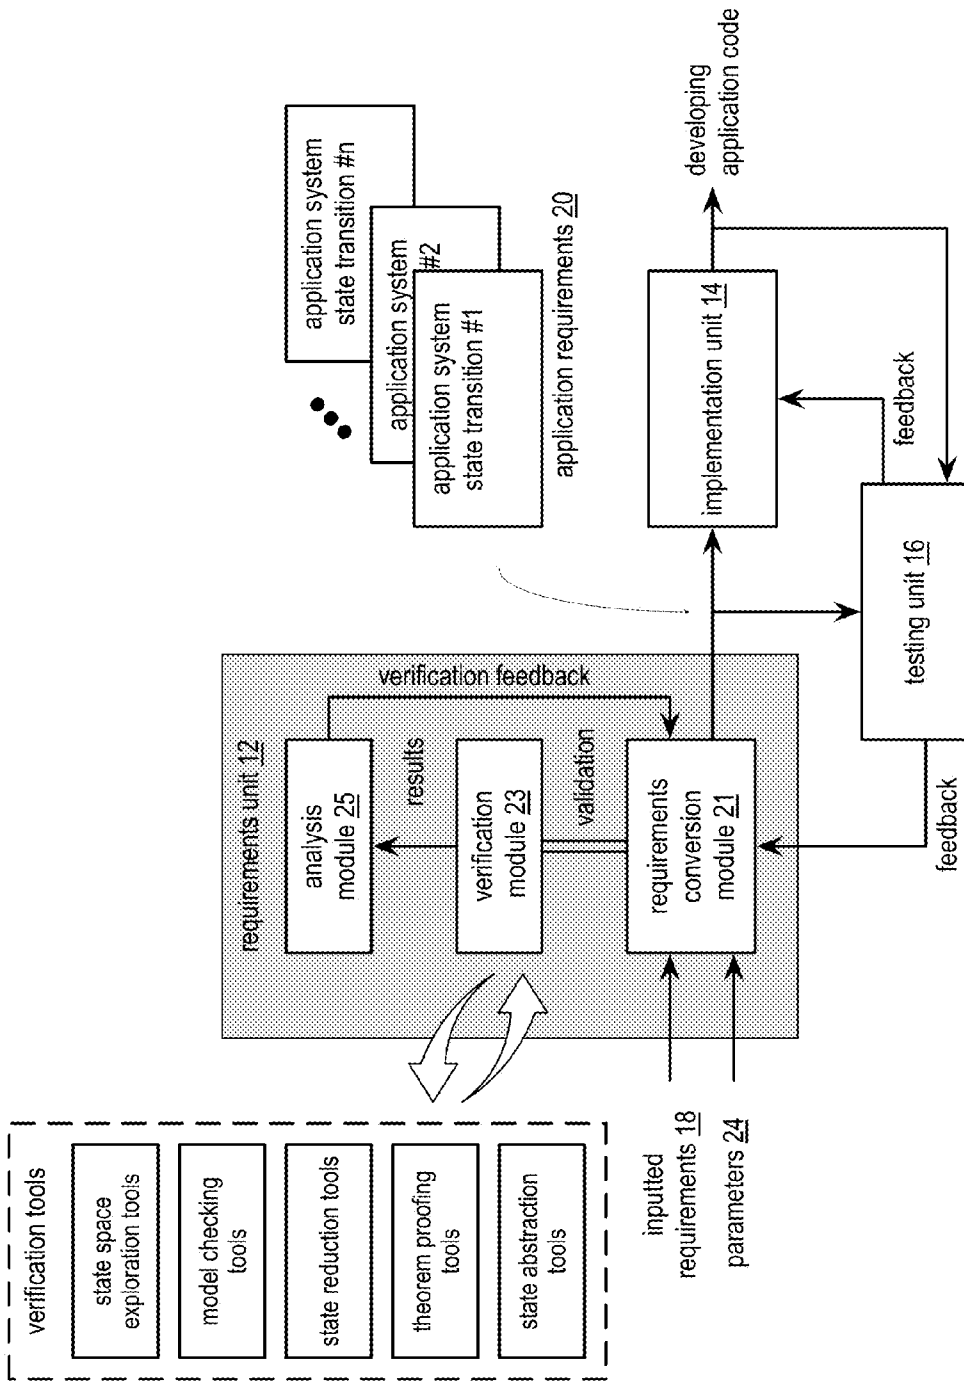 verification tools
state space
exploration tools
model checking
tools
state reduction tools
theorem proofing
tools
state abstraction
tools
requirements unit 12
analysis
module 25
results
verification feedback
verification
module 23
validation
requirements
conversion
module 21
inputted
requirements 18
parameters 24
application system
state transition #n
application system
#2
application system
state transition #1
application requirements 20
implementation unit 14
developing
application code
feedback
testing unit 16
feedback